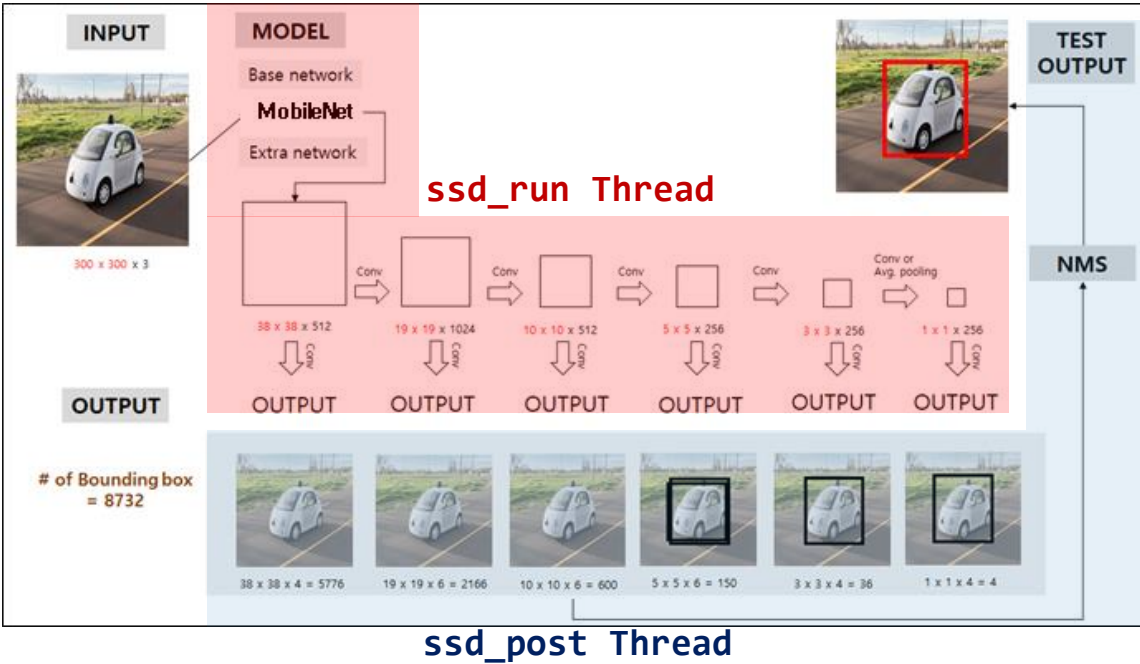 INPUT
MODEL
TEST
OUTPUT
Base network
MobileNet
Extra network
ssd_run Thread
300 x 300 x 3
Conv
Conv
Conv
Conv
Conv or
Avg. pooling
NMS
38 x 38 x 512
19 x 19 x 1024
10 x 10 x 512
5 x 5 x 256
3 x 3 x 256
1 x 1 x 256
Conv
Conv
Conv
Conv
Conv
Conv
OUTPUT
OUTPUT
OUTPUT
OUTPUT
OUTPUT
OUTPUT
OUTPUT
# of Bounding box
= 8732
38 x 38 x 4 = 5776
19 x 19 x 6 = 2166
10 x 10 x 6 = 600
5 x 5 x 6 = 150
3 x 3 x 4 = 36
1 x 1 x 4 = 4
ssd_post Thread